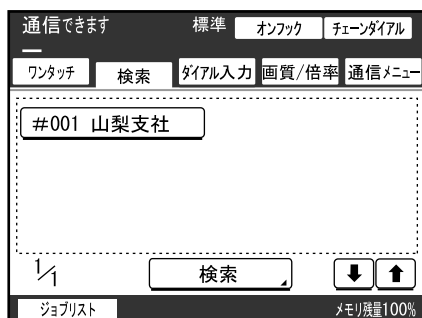 通信できます 標準 オンフック チェーンダイアル
ワンタッチ 検索 ダイアル入力 画質/倍率 通信メニュー
#001 山梨支社
1/1 検索
ジョブリスト メモリ残量100%